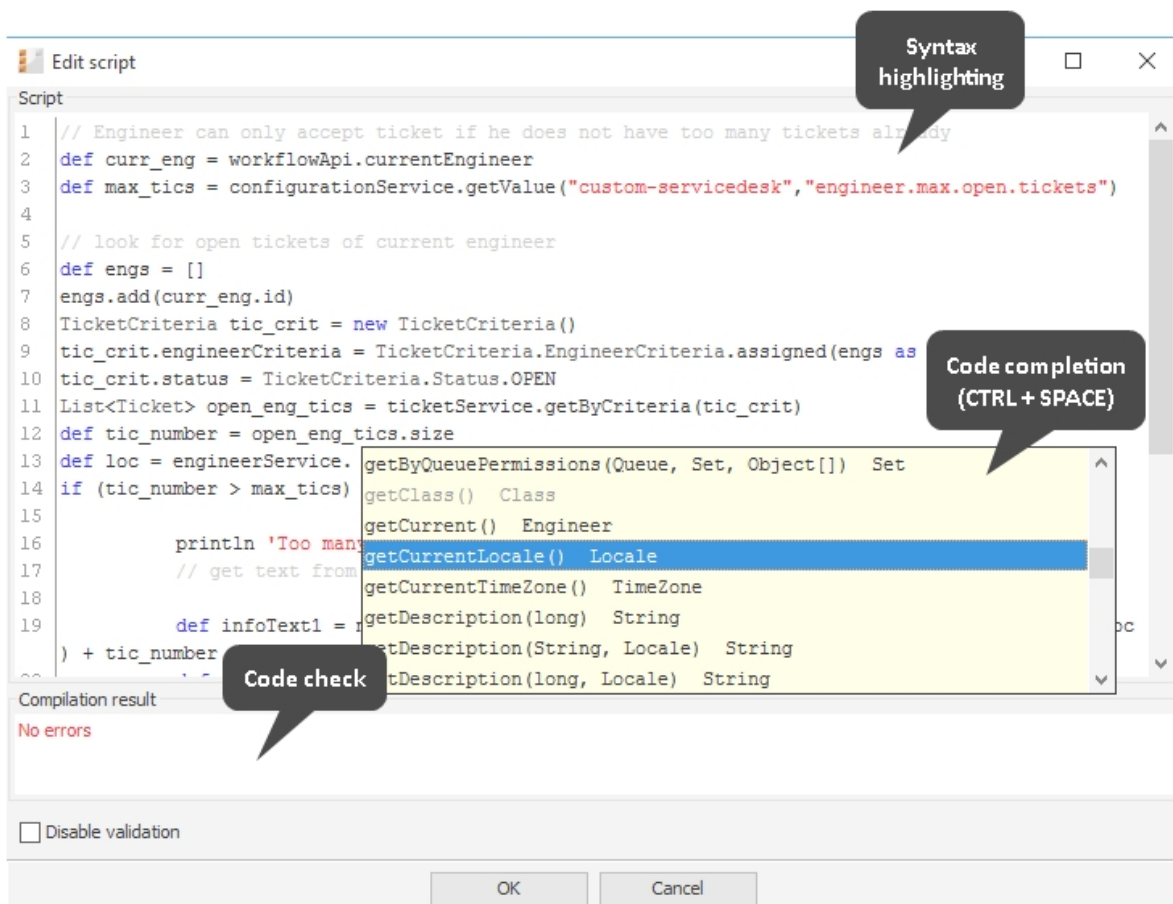 Syntax
highlighting
Edit script
Script
1 // Engineer can only accept ticket if he does not have too many tickets already
2 def curr_eng = workflowApi.currentEngineer
3 def max_tics = configurationService.getValue("custom-servicedesk","engineer.max.open.tickets")
4
5 // look for open tickets of current engineer
6 def engs = []
7 engs.add(curr_eng.id)
8 TicketCriteria tic_crit = new TicketCriteria()
9 tic_crit.engineerCriteria = TicketCriteria.EngineerCriteria.assigned(engs as
Code completion
(CTRL + SPACE)
10 tic_crit.status = TicketCriteria.Status.OPEN
11 List<Ticket> open_eng_tics = ticketService.getByCriteria(tic_crit)
12 def tic_number = open_eng_tics.size
13 def loc = engineerService.
14 if (tic_number > max_tics)
15
16 println 'Too many
17 // get text from
18
19 def infoText1 =
) + tic_number
getByQueuePermissions(Queue, Set, Object[]) Set
getClass() Class
getCurrent() Engineer
getCurrentLocale() Locale
getCurrentTimeZone() TimeZone
getDescription(long) String
getDescription(String, Locale) String
tDescription(long, Locale) String
Code check
Compilation result
No errors
Disable validation
OK
Cancel